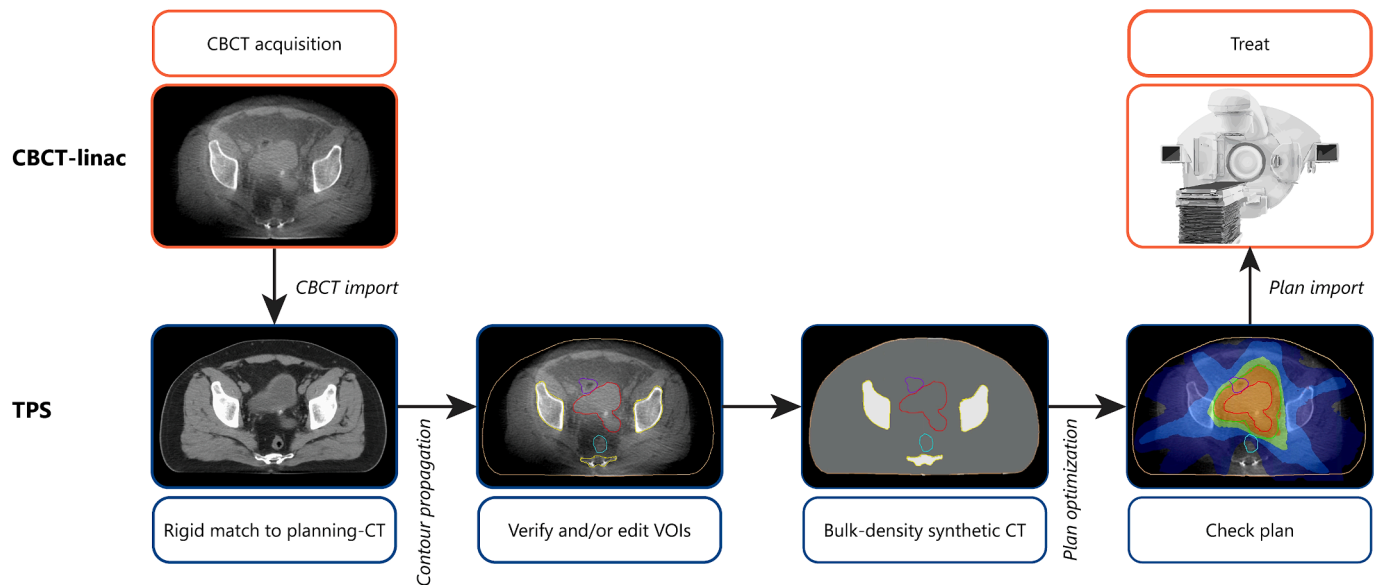 CBCT acquisition
Treat
CBCT-linac
CBCT import
Plan import
TPS
Contour propagation
Plan optimization
Rigid match to planning-CT
Verify and/or edit VOIs
Bulk-density synthetic CT
Check plan